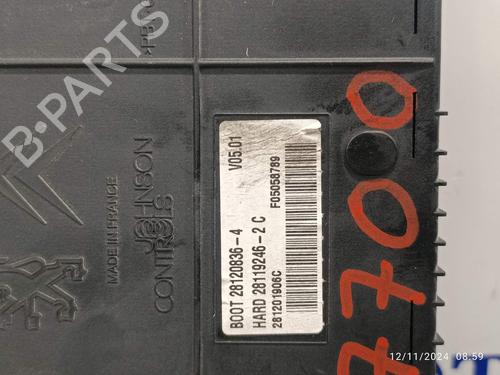 B-PARTS
MADE IN FRANCE
JOHNSON
CONTROLS
BOOT 28120836-4
V05.01
HARD 28119246-2 C
F05058789
281201906C
7700
12/11/2024 08:59